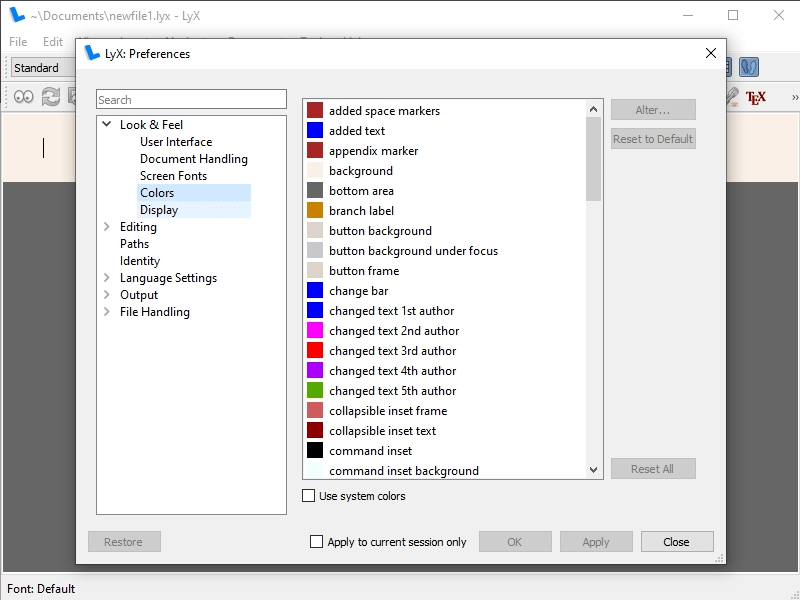 ~\Documents\newfile1.lyx - LyX
File Edit
LyX: Preferences
Standard
Search
Look & Feel
User Interface
Document Handling
Screen Fonts
Colors
Display
Editing
Paths
Identity
Language Settings
Output
File Handling
added space markers
added text
appendix marker
background
bottom area
branch label
button background
button background under focus
button frame
change bar
changed text 1st author
changed text 2nd author
changed text 3rd author
changed text 4th author
changed text 5th author
collapsible inset frame
collapsible inset text
command inset
command inset background
Use system colors
Alter...
Reset to Default
Reset All
TEX
Restore
Apply to current session only
OK
Apply
Close
Font: Default